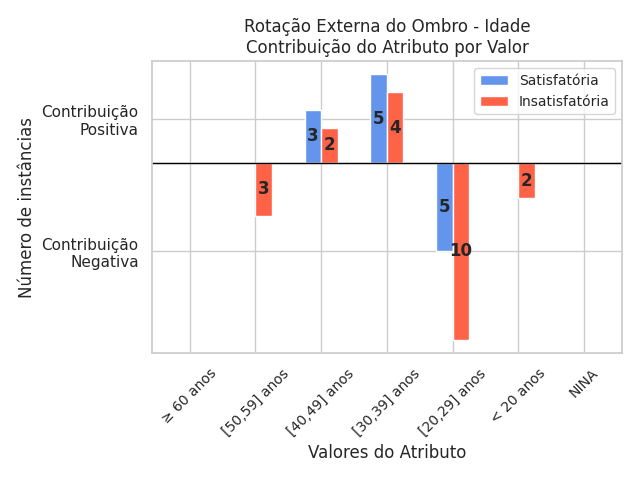 Rotação Externa do Ombro - Idade
Contribuição do Atributo por Valor
Satisfatória
Insatisfatória
Número de instâncias
Contribuição
Positiva
Contribuição
Negativa
3
3
2
5
4
5
10
2
≥ 60 anos
[50,59] anos
[40,49] anos
[30,39] anos
[20,29] anos
< 20 anos
NINA
Valores do Atributo